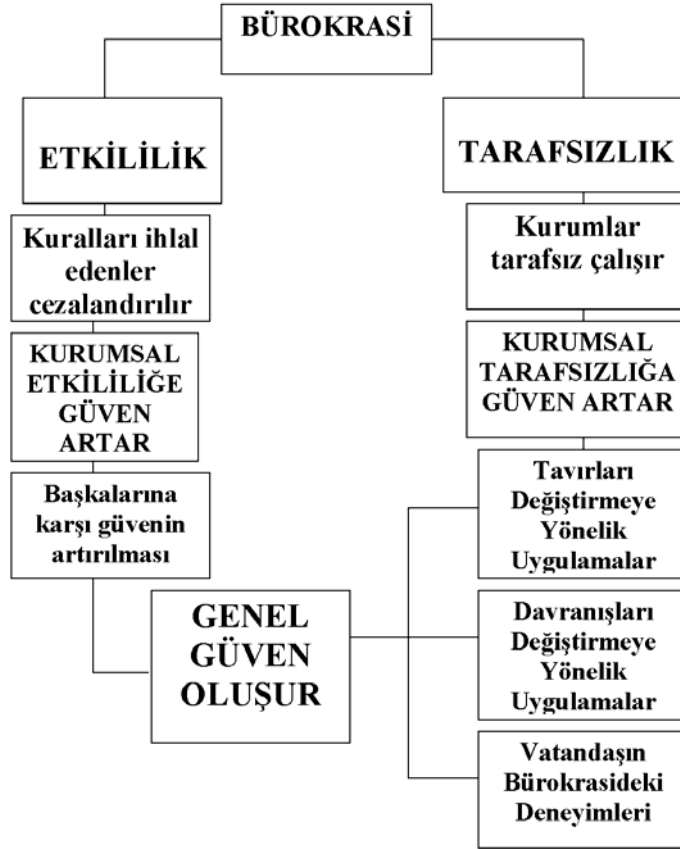 BÜROKRASİ
ETKİLİLİK
TARAFSIZLIK
Kuralları ihlal
edenler
cezalandırılır
Kurumlar
tarafsız çalışır
KURUMSAL
ETKİLİLİĞE
GÜVEN
ARTAR
KURUMSAL
TARAFSIZLIĞA
GÜVEN ARTAR
Başkalarına
karşı güvenin
artırılması
Tavırları
Değiştirmeye
Yönelik
Uygulamalar
GENEL
GÜVEN
OLUŞUR
Davranışları
Değiştirmeye
Yönelik
Uygulamalar
Vatandaşın
Bürokrasideki
Deneyimleri